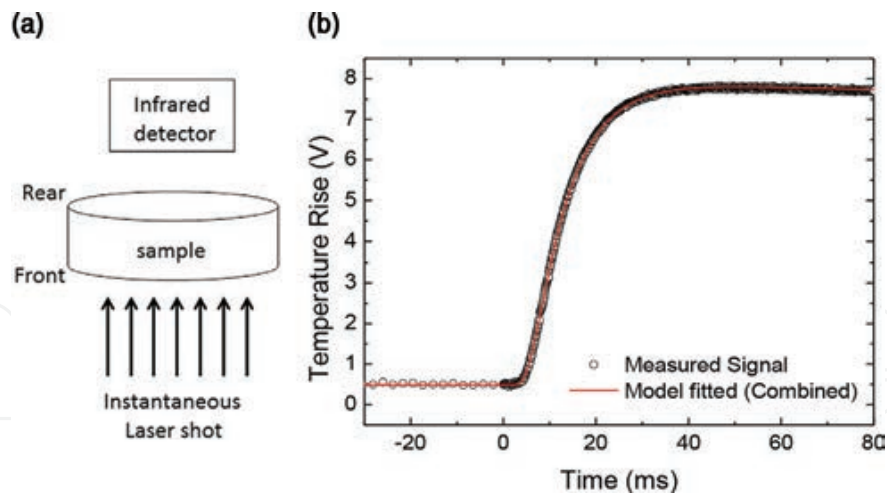 (a)
Infrared
detector
Rear
sample
Front
Instantaneous
Laser shot
(b)
Temperature Rise (V)
8
7
6
5
4
3
2
1
0
Measured Signal
Model fitted (Combined)
-20
0
20
40
60
80
Time (ms)